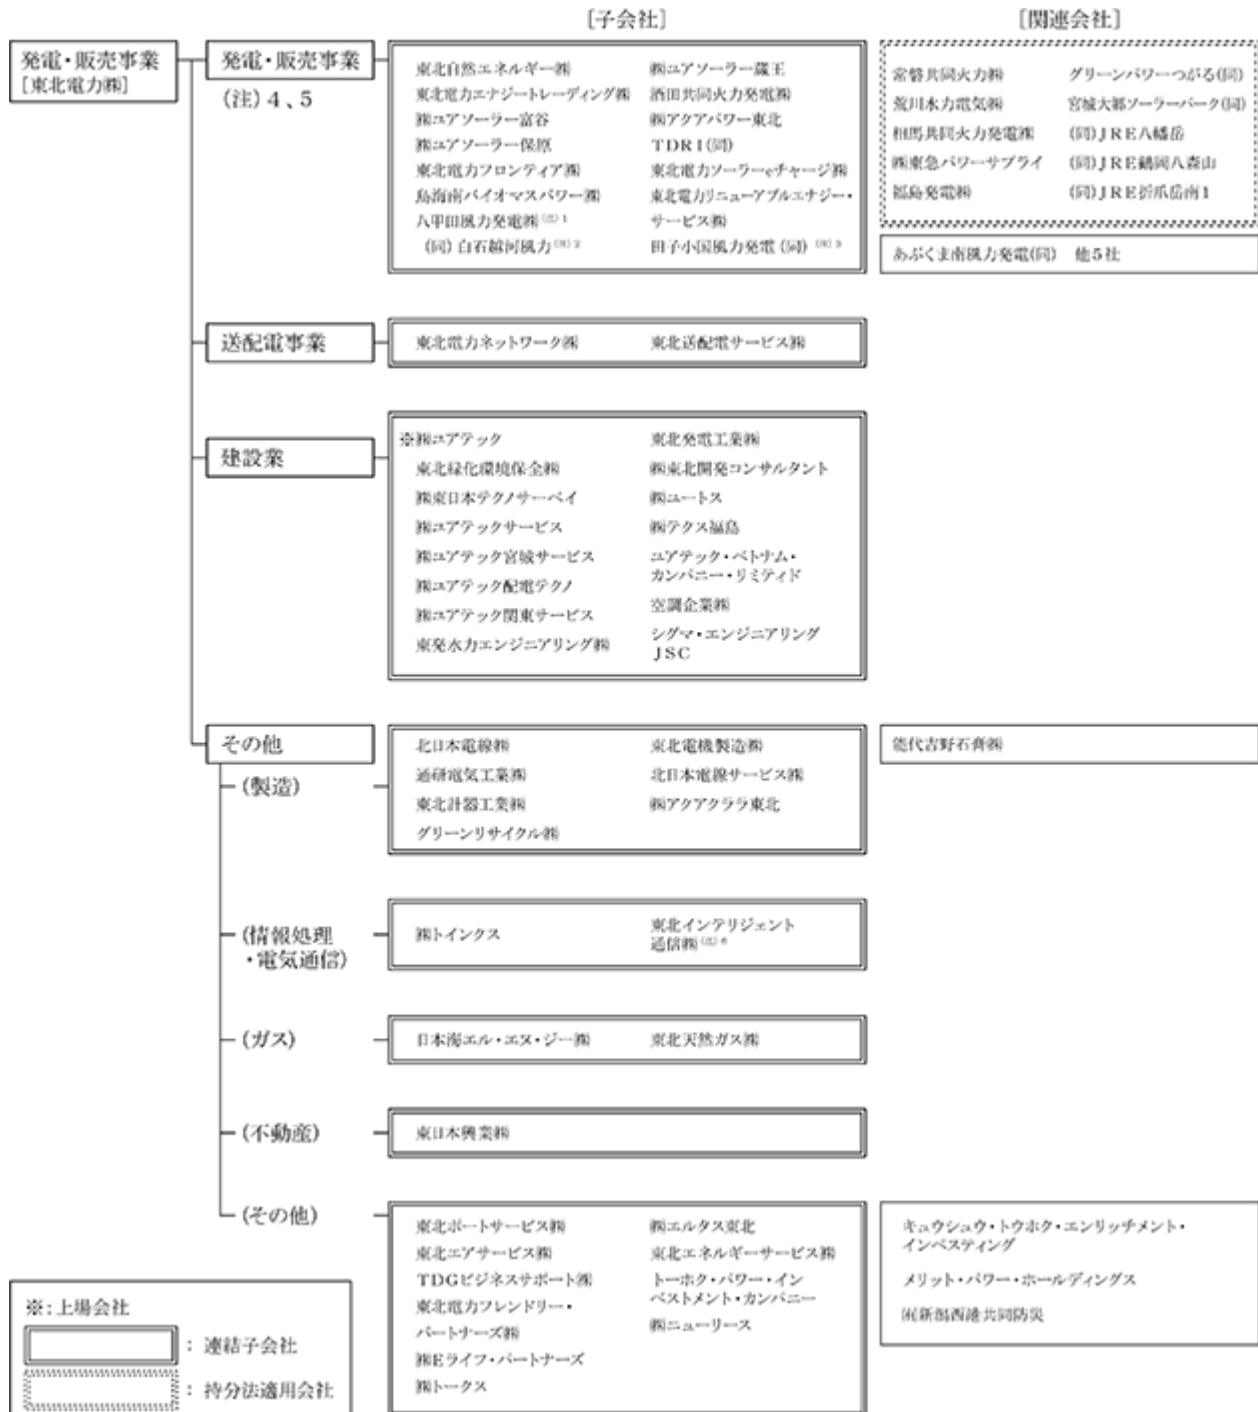 [子会社]
[関連会社]
発電・販売事業
[東北電力㈱]
発電・販売事業
(注) 4、5
東北自然エネルギー㈱
東北電力エナジートレーディング㈱
㈱ユアソーラー富谷
㈱ユアソーラー保原
東北電力フロンティア㈱
鳥海南バイオマスパワー㈱
八甲田風力発電㈱(注)1
(同)白石越河風力(注)2
㈱ユアソーラー蔵王
酒田共同火力発電㈱
㈱アクアパワー東北
TDRI(同)
東北電力ソーラーeチャージ㈱
東北電力リニューアブルエナジー・
サービス㈱
田子小国風力発電(同)(注)3
常磐共同火力㈱
荒川水力電気㈱
相馬共同火力発電㈱
㈱東急パワーサプライ
福島発電㈱
グリーンパワーつがる(同)
宮城大郷ソーラーパーク(同)
(同)JRE八幡岳
(同)JRE鶴岡八森山
(同)JRE折爪岳南1
あぶくま南風力発電(同) 他5社
送配電事業
東北電力ネットワーク㈱
東北送配電サービス㈱
建設業
※㈱ユアテック
東北緑化環境保全㈱
㈱東日本テクノサーベイ
㈱ユアテックサービス
㈱ユアテック宮城サービス
㈱ユアテック配電テクノ
㈱ユアテック関東サービス
東発水力エンジニアリング㈱
東北発電工業㈱
㈱東北開発コンサルタント
㈱ユートス
㈱テクス福島
ユアテック・ベトナム・
カンパニー・リミティド
空調企業㈱
シグマ・エンジニアリング
JSC
その他
(製造)
北日本電線㈱
通研電気工業㈱
東北計器工業㈱
グリーンリサイクル㈱
東北電機製造㈱
北日本電線サービス㈱
㈱アクアクララ東北
能代吉野石膏㈱
(情報処理
・電気通信)
㈱トインクス
東北インテリジェント
通信㈱(注)6
(ガス)
日本海エル・エヌ・ジー㈱
東北天然ガス㈱
(不動産)
東日本興業㈱
(その他)
東北ポートサービス㈱
東北エアサービス㈱
TDGビジネスサポート㈱
東北電力フレンドリー・
パートナーズ㈱
㈱Eライフ・パートナーズ
㈱トークス
㈱エルタス東北
東北エネルギーサービス㈱
トーホク・パワー・イン
ベストメント・カンパニー
㈱ニューリース
キュウシュウ・トウホク・エンリッチメント・
インベスティング
メリット・パワー・ホールディングス
㈲新潟西港共同防災
※:上場会社
: 連結子会社
: 持分法適用会社